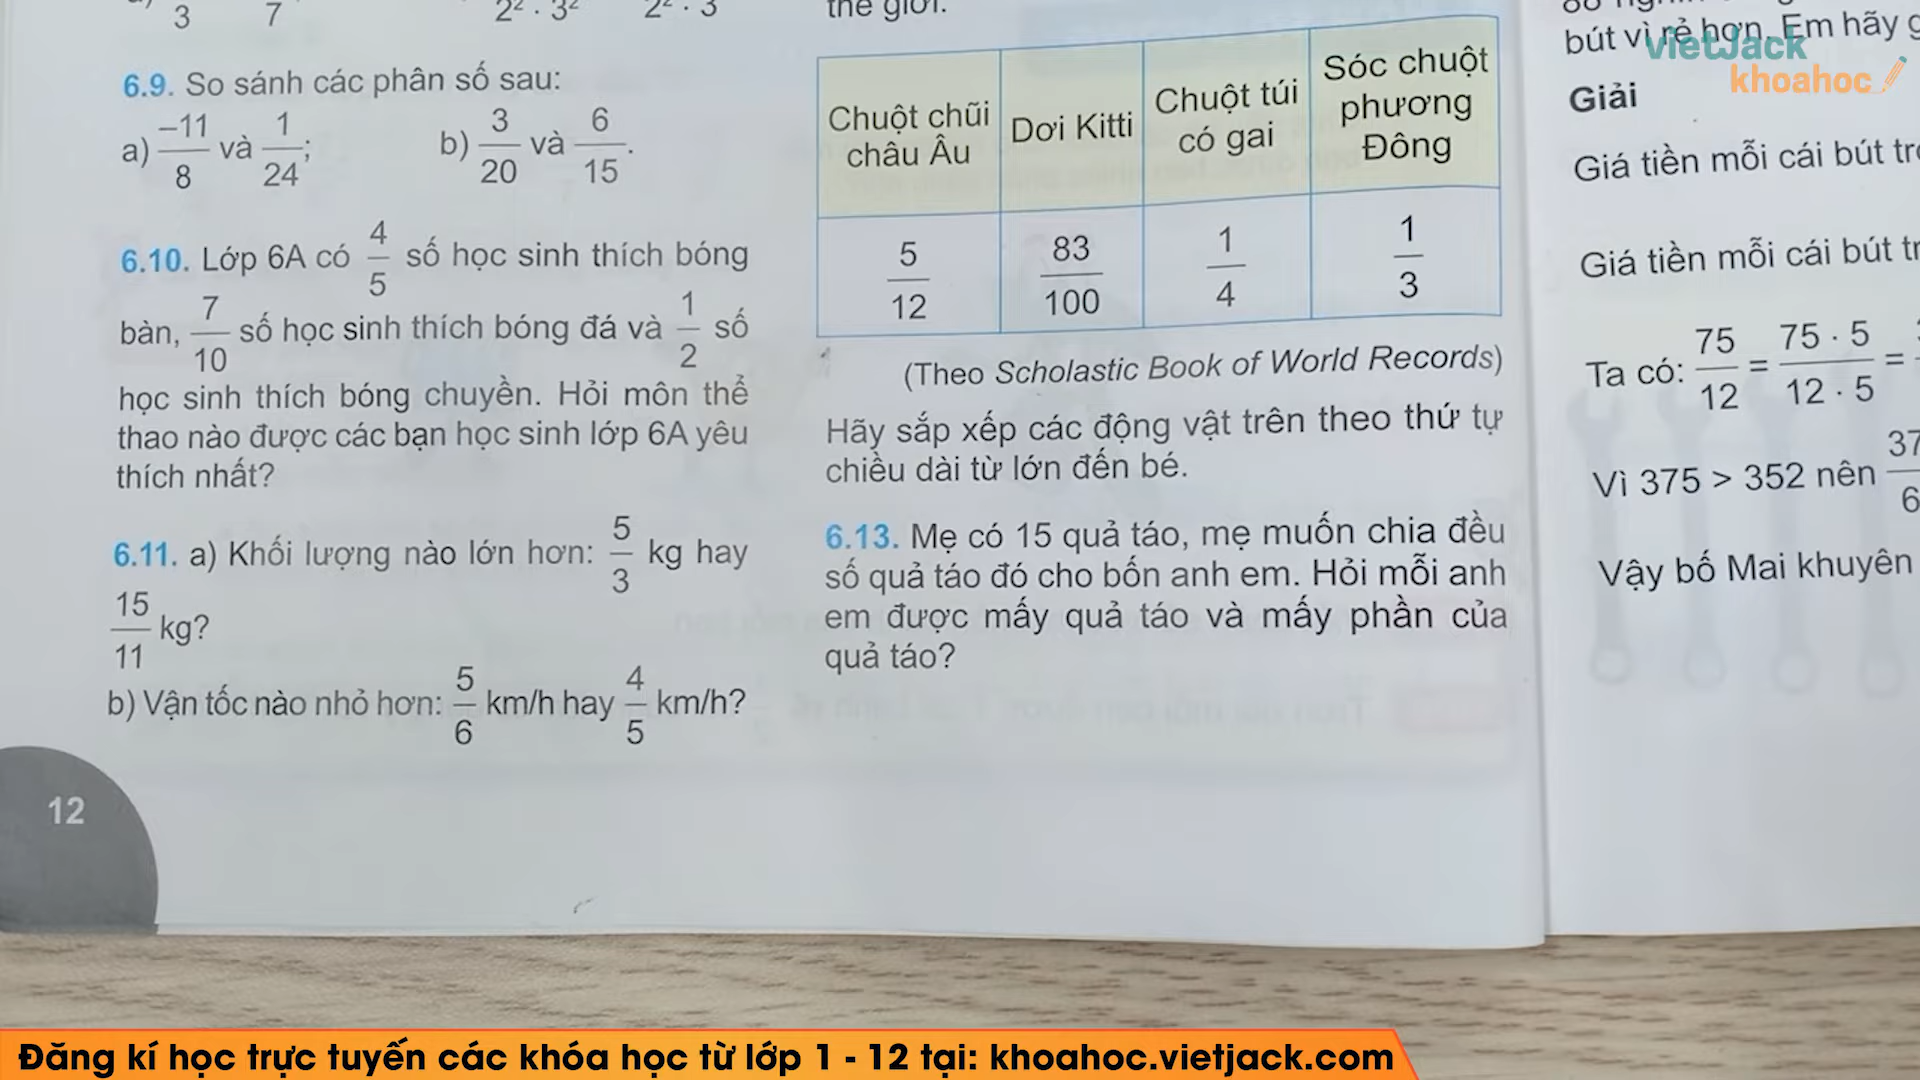 3 7 2² · 3² 2² · 3
6.9. So sánh các phân số sau:
a) −11/8 và 1/24; b) 3/20 và 6/15.
6.10. Lớp 6A có 4/5 số học sinh thích bóng
bàn, 7/10 số học sinh thích bóng đá và 1/2 số
học sinh thích bóng chuyền. Hỏi môn thể
thao nào được các bạn học sinh lớp 6A yêu
thích nhất?
6.11. a) Khối lượng nào lớn hơn: 5/3 kg hay
15/11 kg?
b) Vận tốc nào nhỏ hơn: 5/6 km/h hay 4/5 km/h?
12
thế giới.
Chuột chũi châu Âu | Dơi Kitti | Chuột túi có gai | Sóc chuột phương Đông
5/12 | 83/100 | 1/4 | 1/3
(Theo Scholastic Book of World Records)
Hãy sắp xếp các động vật trên theo thứ tự
chiều dài từ lớn đến bé.
6.13. Mẹ có 15 quả táo, mẹ muốn chia đều
số quả táo đó cho bốn anh em. Hỏi mỗi anh
em được mấy quả táo và mấy phần của
quả táo?
bút vì rẻ hơn. Em hãy
Giải
Giá tiền mỗi cái bút
Giá tiền mỗi cái bút
Ta có: 75/12 = 75 · 5/12 · 5 =
Vì 375 > 352 nên
Vậy bố Mai khuyên
vietJack
khoahoc
Đăng kí học trực tuyến các khóa học từ lớp 1 - 12 tại: khoahoc.vietjack.com